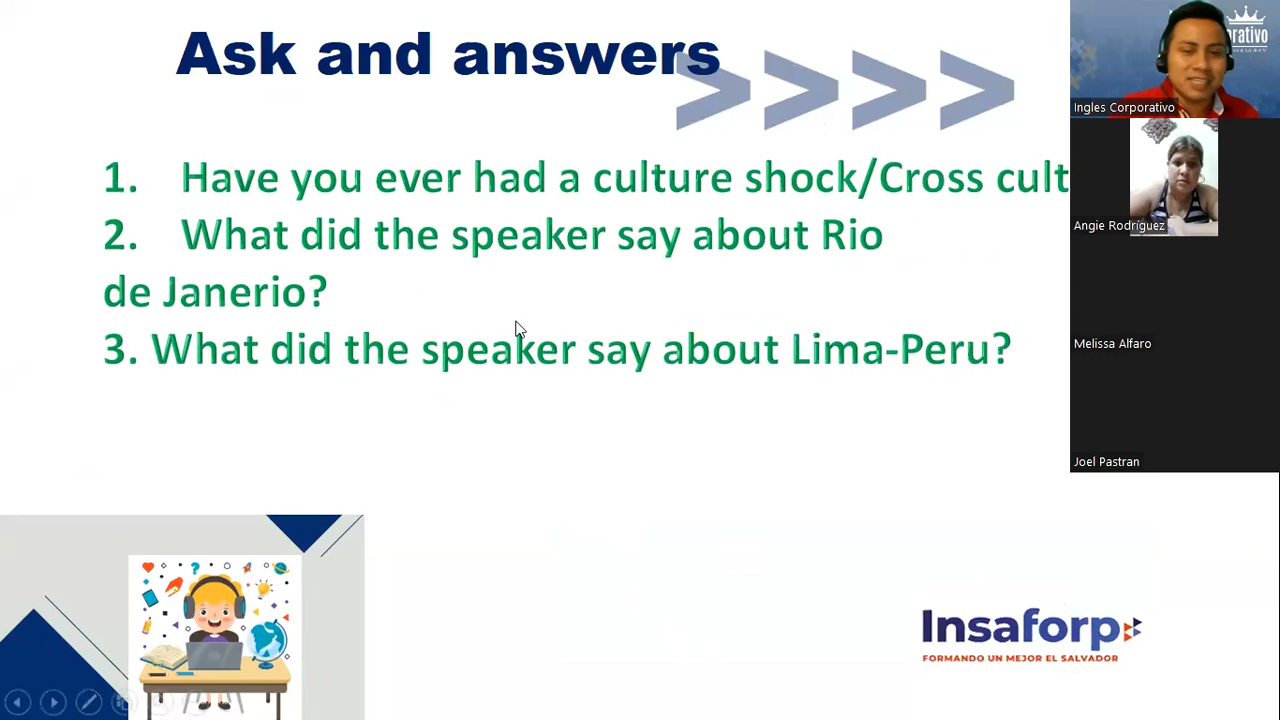 Ask and answers
1. Have you ever had a culture shock/Cross cult
2. What did the speaker say about Rio
de Janerio?
3. What did the speaker say about Lima-Peru?
Insaforp
FORMANDO UN MEJOR EL SALVADOR
Ingles Corporativo
Angie Rodríguez
Melissa Alfaro
Joel Pastran